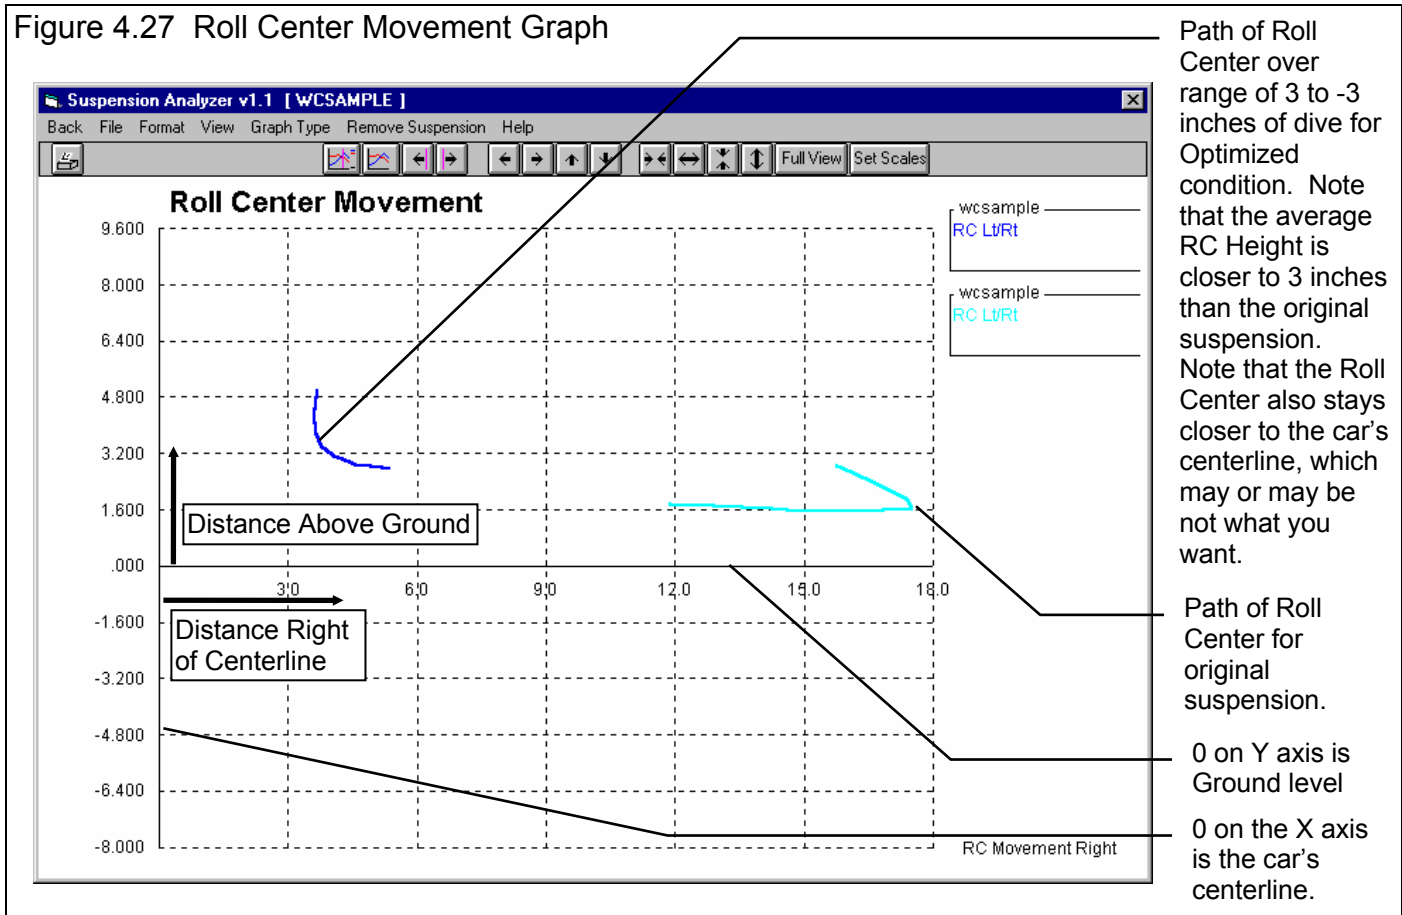 Figure 4.27  Roll Center Movement Graph
Suspension Analyzer v1.1  [ WCSAMPLE ]
Back  File  Format  View  Graph Type  Remove Suspension  Help
Full View  Set Scales
Roll Center Movement
wcsample
RC Lt/Rt
wcsample
RC Lt/Rt
9.600
8.000
6.400
4.800
3.200
1.600
.000
-1.600
-3.200
-4.800
-6.400
-8.000
3.0  6.0  9.0  12.0  15.0  18.0
RC Movement Right
Distance Above Ground
Distance Right
of Centerline
Path of Roll
Center over
range of 3 to -3
inches of dive for
Optimized
condition.  Note
that the average
RC Height is
closer to 3 inches
than the original
suspension.
Note that the Roll
Center also stays
closer to the car’s
centerline, which
may or may be
not what you
want.
Path of Roll
Center for
original
suspension.
0 on Y axis is
Ground level
0 on the X axis
is the car’s
centerline.